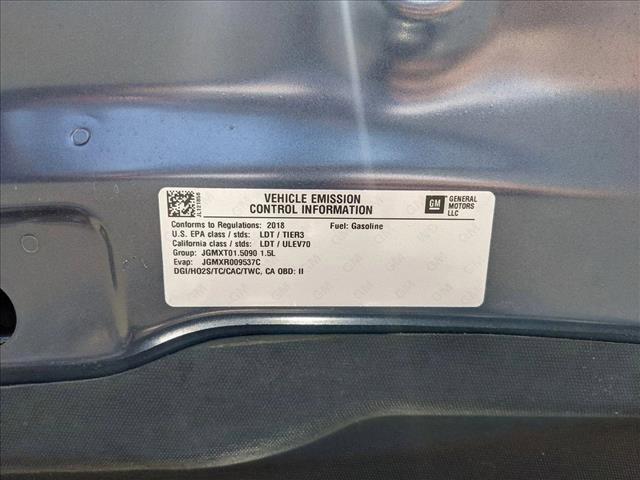 VEHICLE EMISSION
CONTROL INFORMATION
GM
GENERAL
MOTORS
LLC
JL121856
Conforms to Regulations: 2018 Fuel: Gasoline
U.S. EPA class / stds: LDT / TIER3
California class / stds: LDT / ULEV70
Group: JGMXT01.5090 1.5L
Evap: JGMXR009537C
DGI/HO2S/TC/CAC/TWC, CA OBD: II